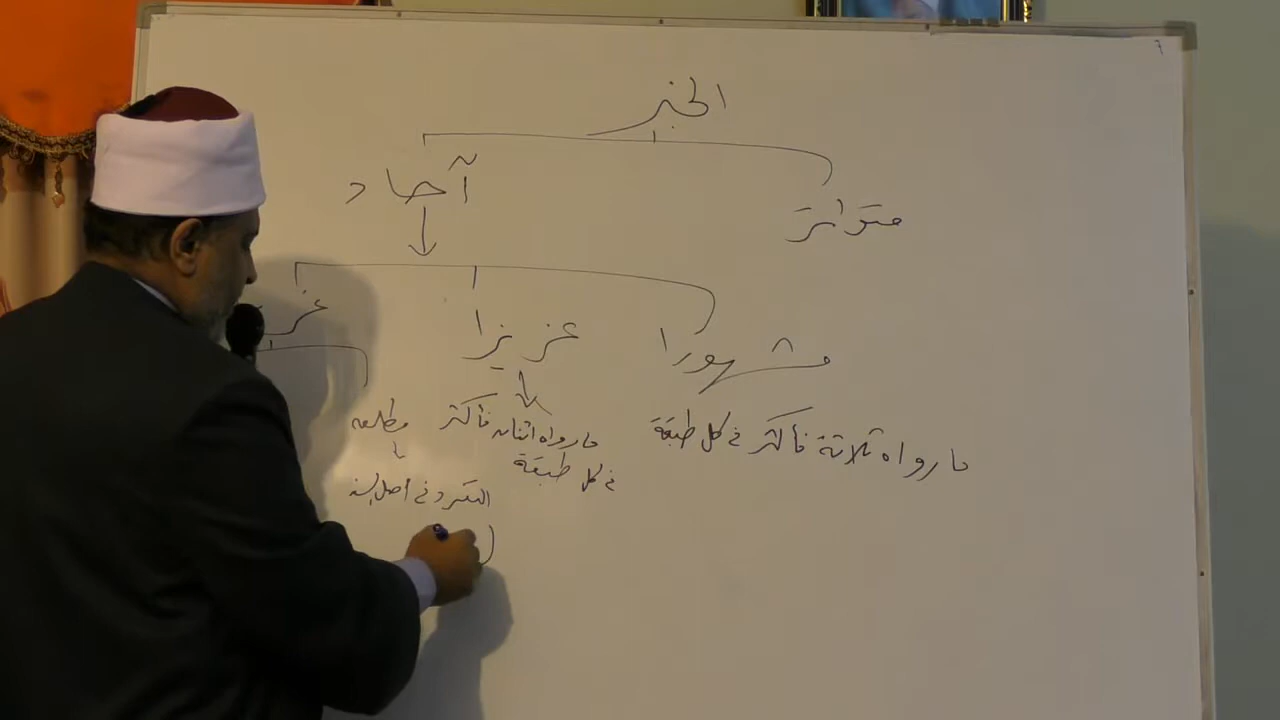 الخبر
متواتر
آحاد
مشهورا
عزيزا
ما رواه ثلاثة فأكثر في كل طبقة
ما رواه اثنان فأكثر
في كل طبقة
مطلق
التفرد في أصل السند